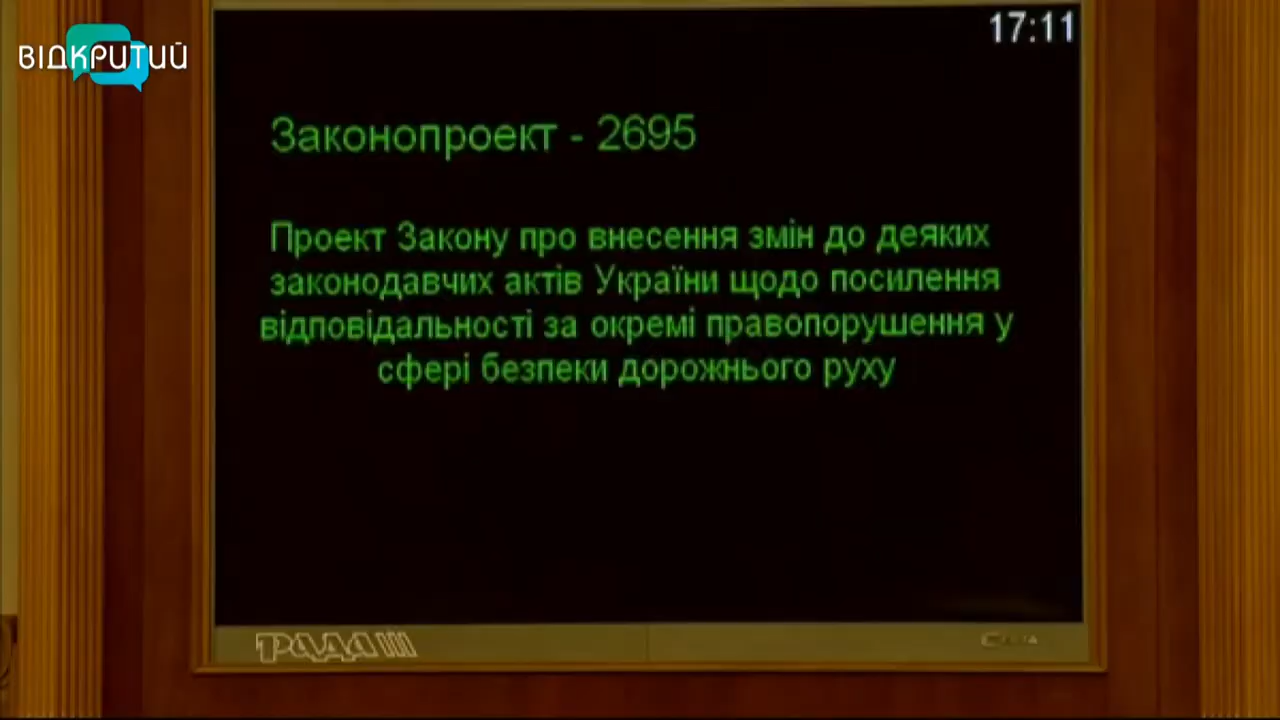 ВІДКРИТИЙ
17:11
Законопроект - 2695
Проект Закону про внесення змін до деяких
законодавчих актів України щодо посилення
відповідальності за окремі правопорушення у
сфері безпеки дорожнього руху
РАДА III